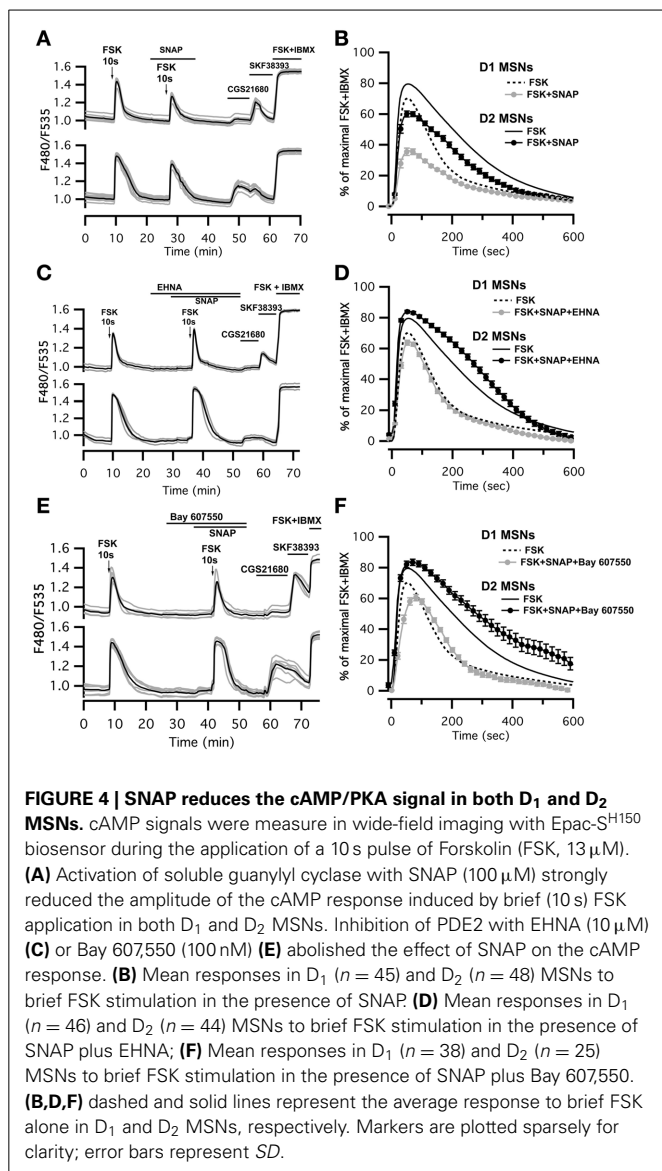 A
FSK
10s
SNAP
FSK
10s
CGS21680
SKF38393
FSK+IBMX
1.6
1.4
1.2
1.0
1.4
1.2
1.0
F480/F535
0 10 20 30 40 50 60 70
Time (min)
B
D1 MSNs
FSK
FSK+SNAP
D2 MSNs
FSK
FSK+SNAP
% of maximal FSK+IBMX
100
80
60
40
20
0
0 200 400 600
Time (sec)
C
EHNA
SNAP
FSK
10s
FSK
10s
CGS21680
SKF38393
FSK + IBMX
1.6
1.4
1.2
1.0
1.4
1.2
1.0
F480/F535
0 10 20 30 40 50 60 70
Time (min)
D
D1 MSNs
FSK
FSK+SNAP+EHNA
D2 MSNs
FSK
FSK+SNAP+EHNA
% of maximal FSK+IBMX
100
80
60
40
20
0
0 200 400 600
Time (sec)
E
Bay 607550
SNAP
FSK
10s
FSK
10s
CGS21680
SKF38393
FSK+IBMX
1.6
1.4
1.2
1.0
1.4
1.2
1.0
F480/F535
0 10 20 30 40 50 60 70
Time (min)
F
D1 MSNs
FSK
FSK+SNAP+Bay 607550
D2 MSNs
FSK
FSK+SNAP+Bay 607550
% of maximal FSK+IBMX
100
80
60
40
20
0
0 200 400 600
Time (sec)
FIGURE 4 | SNAP reduces the cAMP/PKA signal in both D₁ and D₂
MSNs. cAMP signals were measure in wide-field imaging with Epac-S^H150
biosensor during the application of a 10 s pulse of Forskolin (FSK, 13 μM).
(A) Activation of soluble guanylyl cyclase with SNAP (100 μM) strongly
reduced the amplitude of the cAMP response induced by brief (10 s) FSK
application in both D₁ and D₂ MSNs. Inhibition of PDE2 with EHNA (10 μM)
(C) or Bay 607,550 (100 nM) (E) abolished the effect of SNAP on the cAMP
response. (B) Mean responses in D₁ (n = 45) and D₂ (n = 48) MSNs to
brief FSK stimulation in the presence of SNAP. (D) Mean responses in D₁
(n = 46) and D₂ (n = 44) MSNs to brief FSK stimulation in the presence of
SNAP plus EHNA; (F) Mean responses in D₁ (n = 38) and D₂ (n = 25)
MSNs to brief FSK stimulation in the presence of SNAP plus Bay 607,550.
(B,D,F) dashed and solid lines represent the average response to brief FSK
alone in D₁ and D₂ MSNs, respectively. Markers are plotted sparsely for
clarity; error bars represent SD.